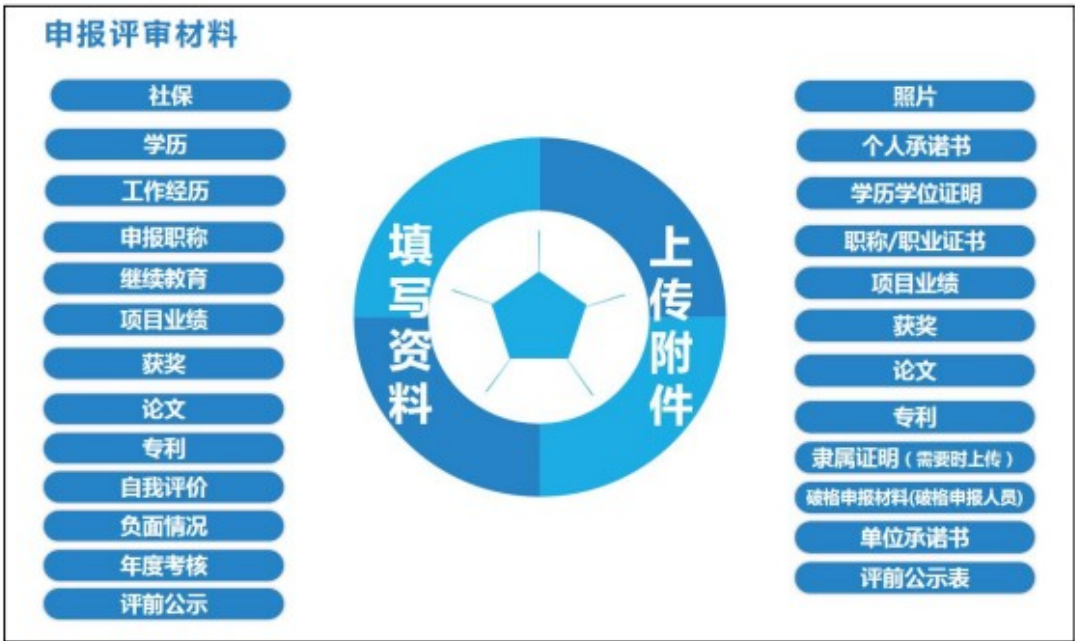 申报评审材料
社保
学历
工作经历
申报职称
继续教育
项目业绩
获奖
论文
专利
自我评价
负面情况
年度考核
评前公示
填写资料
上传附件
照片
个人承诺书
学历学位证明
职称/职业证书
项目业绩
获奖
论文
专利
隶属证明（需要时上传）
破格申报材料(破格申报人员)
单位承诺书
评前公示表